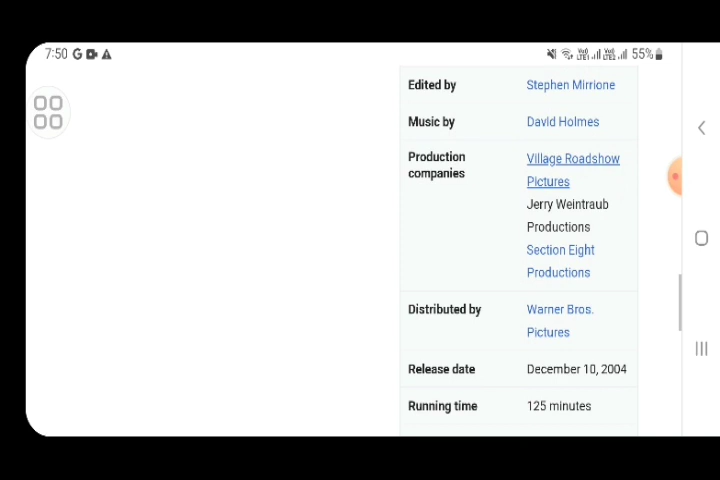 7:50 G 55%
Edited by Stephen Mirrione
Music by David Holmes
Production Village Roadshow
companies Pictures
Jerry Weintraub
Productions
Section Eight
Productions
Distributed by Warner Bros.
Pictures
Release date December 10, 2004
Running time 125 minutes